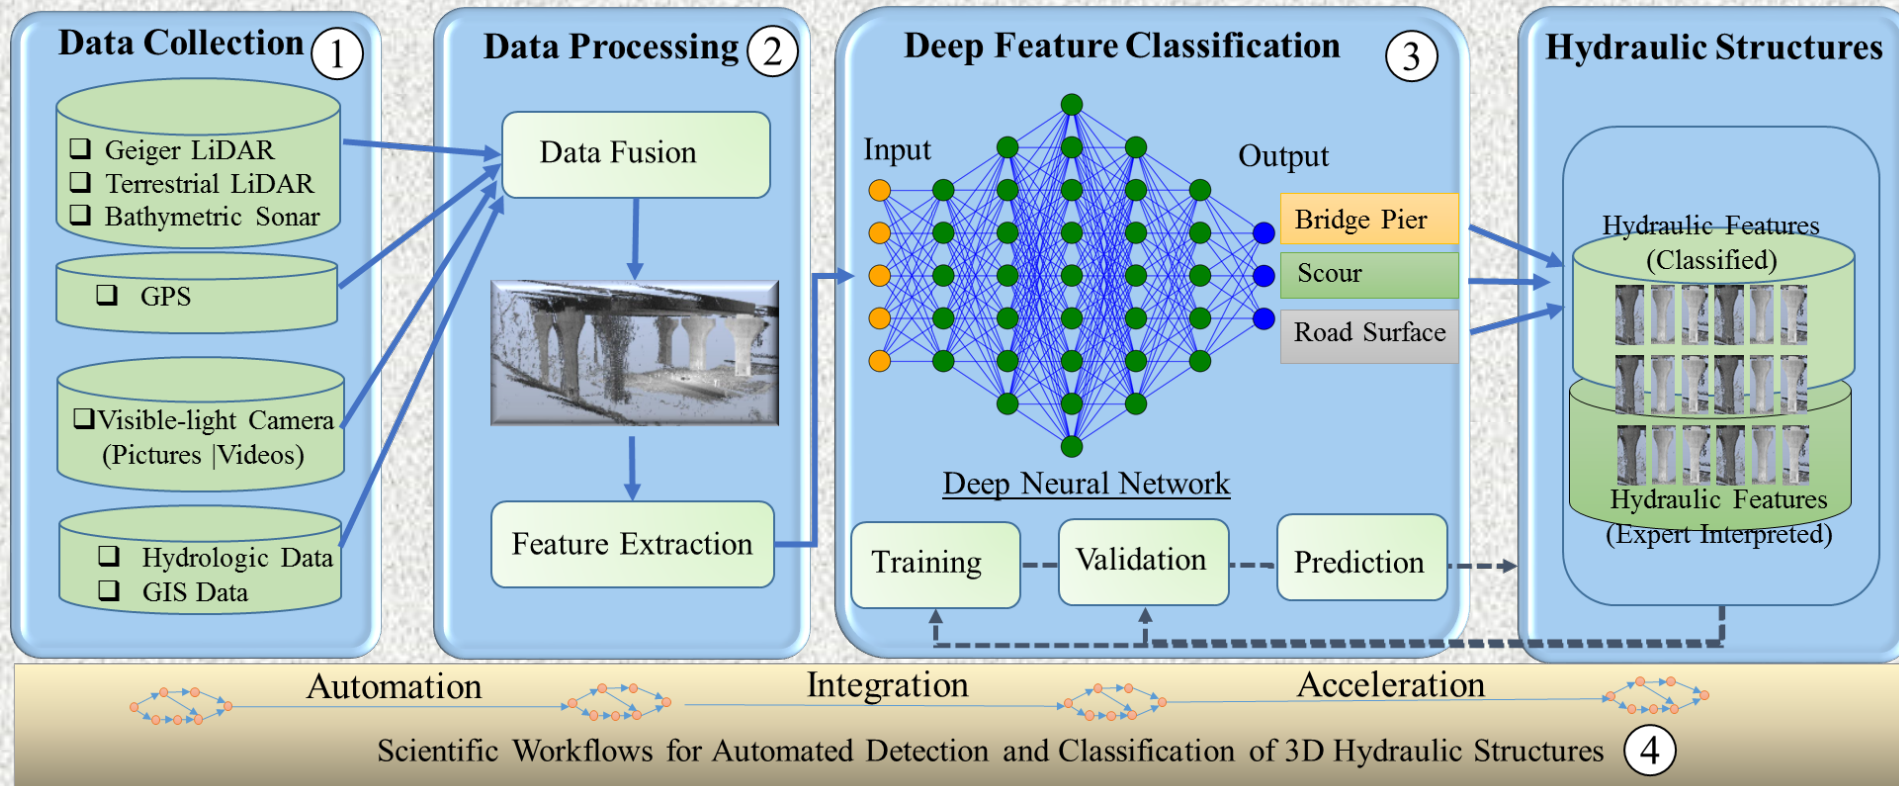 Data Collection
1
❑ Geiger LiDAR
❑ Terrestrial LiDAR
❑ Bathymetric Sonar
❑ GPS
❑Visible-light Camera
(Pictures |Videos)
❑ Hydrologic Data
❑ GIS Data
Data Processing
2
Data Fusion
Feature Extraction
Deep Feature Classification
3
Input
Output
Bridge Pier
Scour
Road Surface
Deep Neural Network
Training
Validation
Prediction
Hydraulic Structures
Hydraulic Features
(Classified)
Hydraulic Features
(Expert Interpreted)
Automation
Integration
Acceleration
Scientific Workflows for Automated Detection and Classification of 3D Hydraulic Structures
4